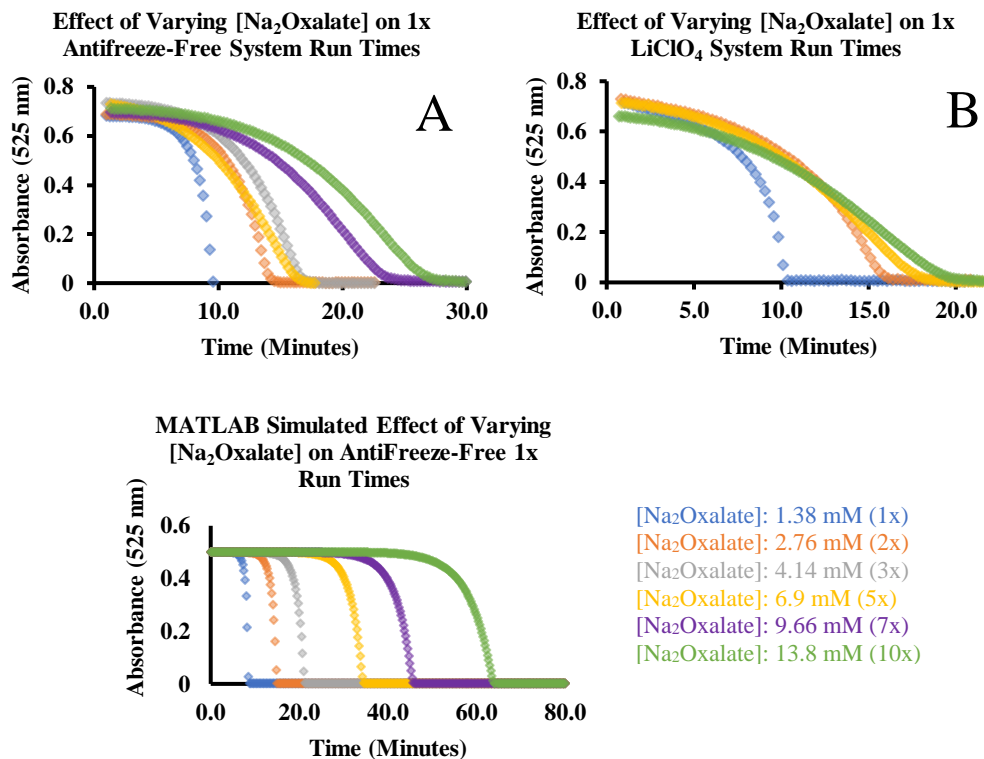 Effect of Varying [Na₂Oxalate] on 1x
Antifreeze-Free System Run Times
A
Absorbance (525 nm)
0.8
0.6
0.4
0.2
0
0.0 10.0 20.0 30.0
Time (Minutes)
Effect of Varying [Na₂Oxalate] on 1x
LiClO₄ System Run Times
B
Absorbance (525 nm)
0.8
0.6
0.4
0.2
0
0.0 5.0 10.0 15.0 20.0
Time (Minutes)
MATLAB Simulated Effect of Varying
[Na₂Oxalate] on AntiFreeze-Free 1x
Run Times
Absorbance (525 nm)
0.6
0.4
0.2
0
0.0 20.0 40.0 60.0 80.0
Time (Minutes)
[Na₂Oxalate]: 1.38 mM (1x)
[Na₂Oxalate]: 2.76 mM (2x)
[Na₂Oxalate]: 4.14 mM (3x)
[Na₂Oxalate]: 6.9 mM (5x)
[Na₂Oxalate]: 9.66 mM (7x)
[Na₂Oxalate]: 13.8 mM (10x)